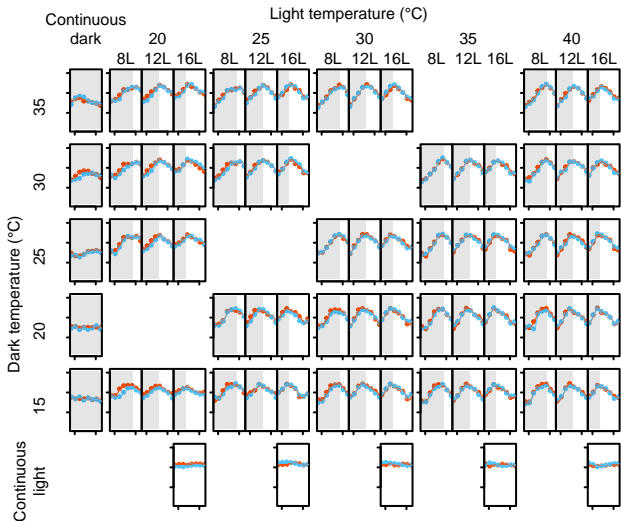 Light temperature (°C)
Continuous dark
20 25 30 35 40
8L 12L 16L 8L 12L 16L 8L 12L 16L 8L 12L 16L 8L 12L 16L
Dark temperature (°C)
35
30
25
20
15
Continuous light